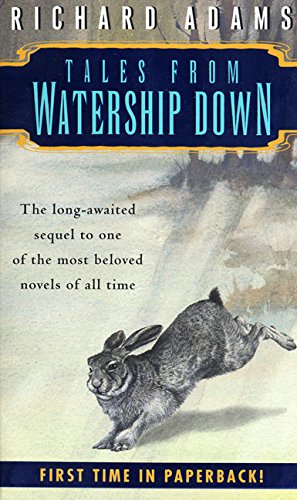 RICHARD ADAMS
TALES FROM
WATERSHIP DOWN
The long-awaited
sequel to one
of the most beloved
novels of all time
FIRST TIME IN PAPERBACK!